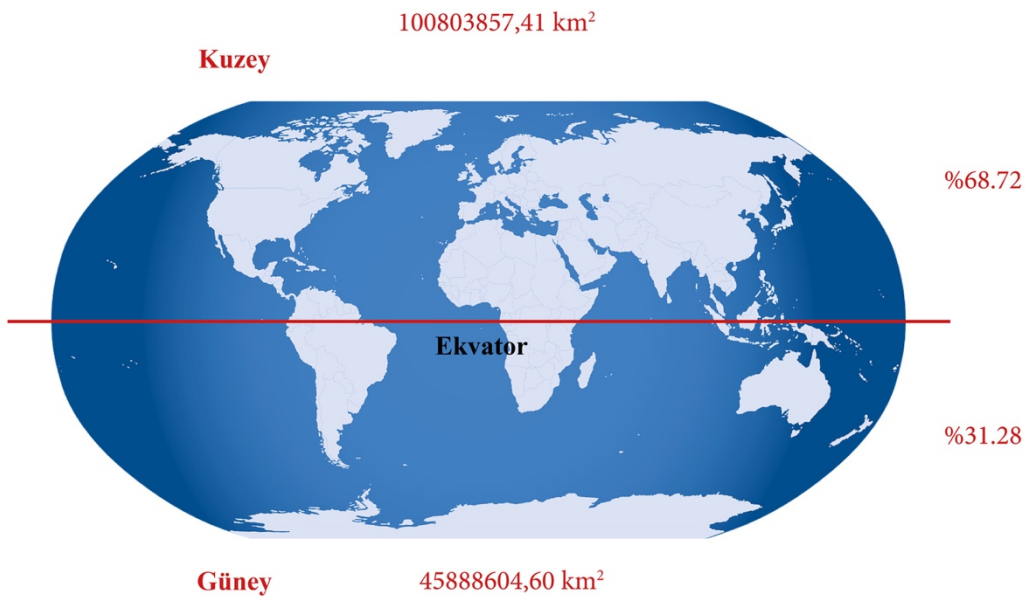 100803857,41 km²
Kuzey
%68.72
Ekvator
%31.28
Güney
45888604,60 km²